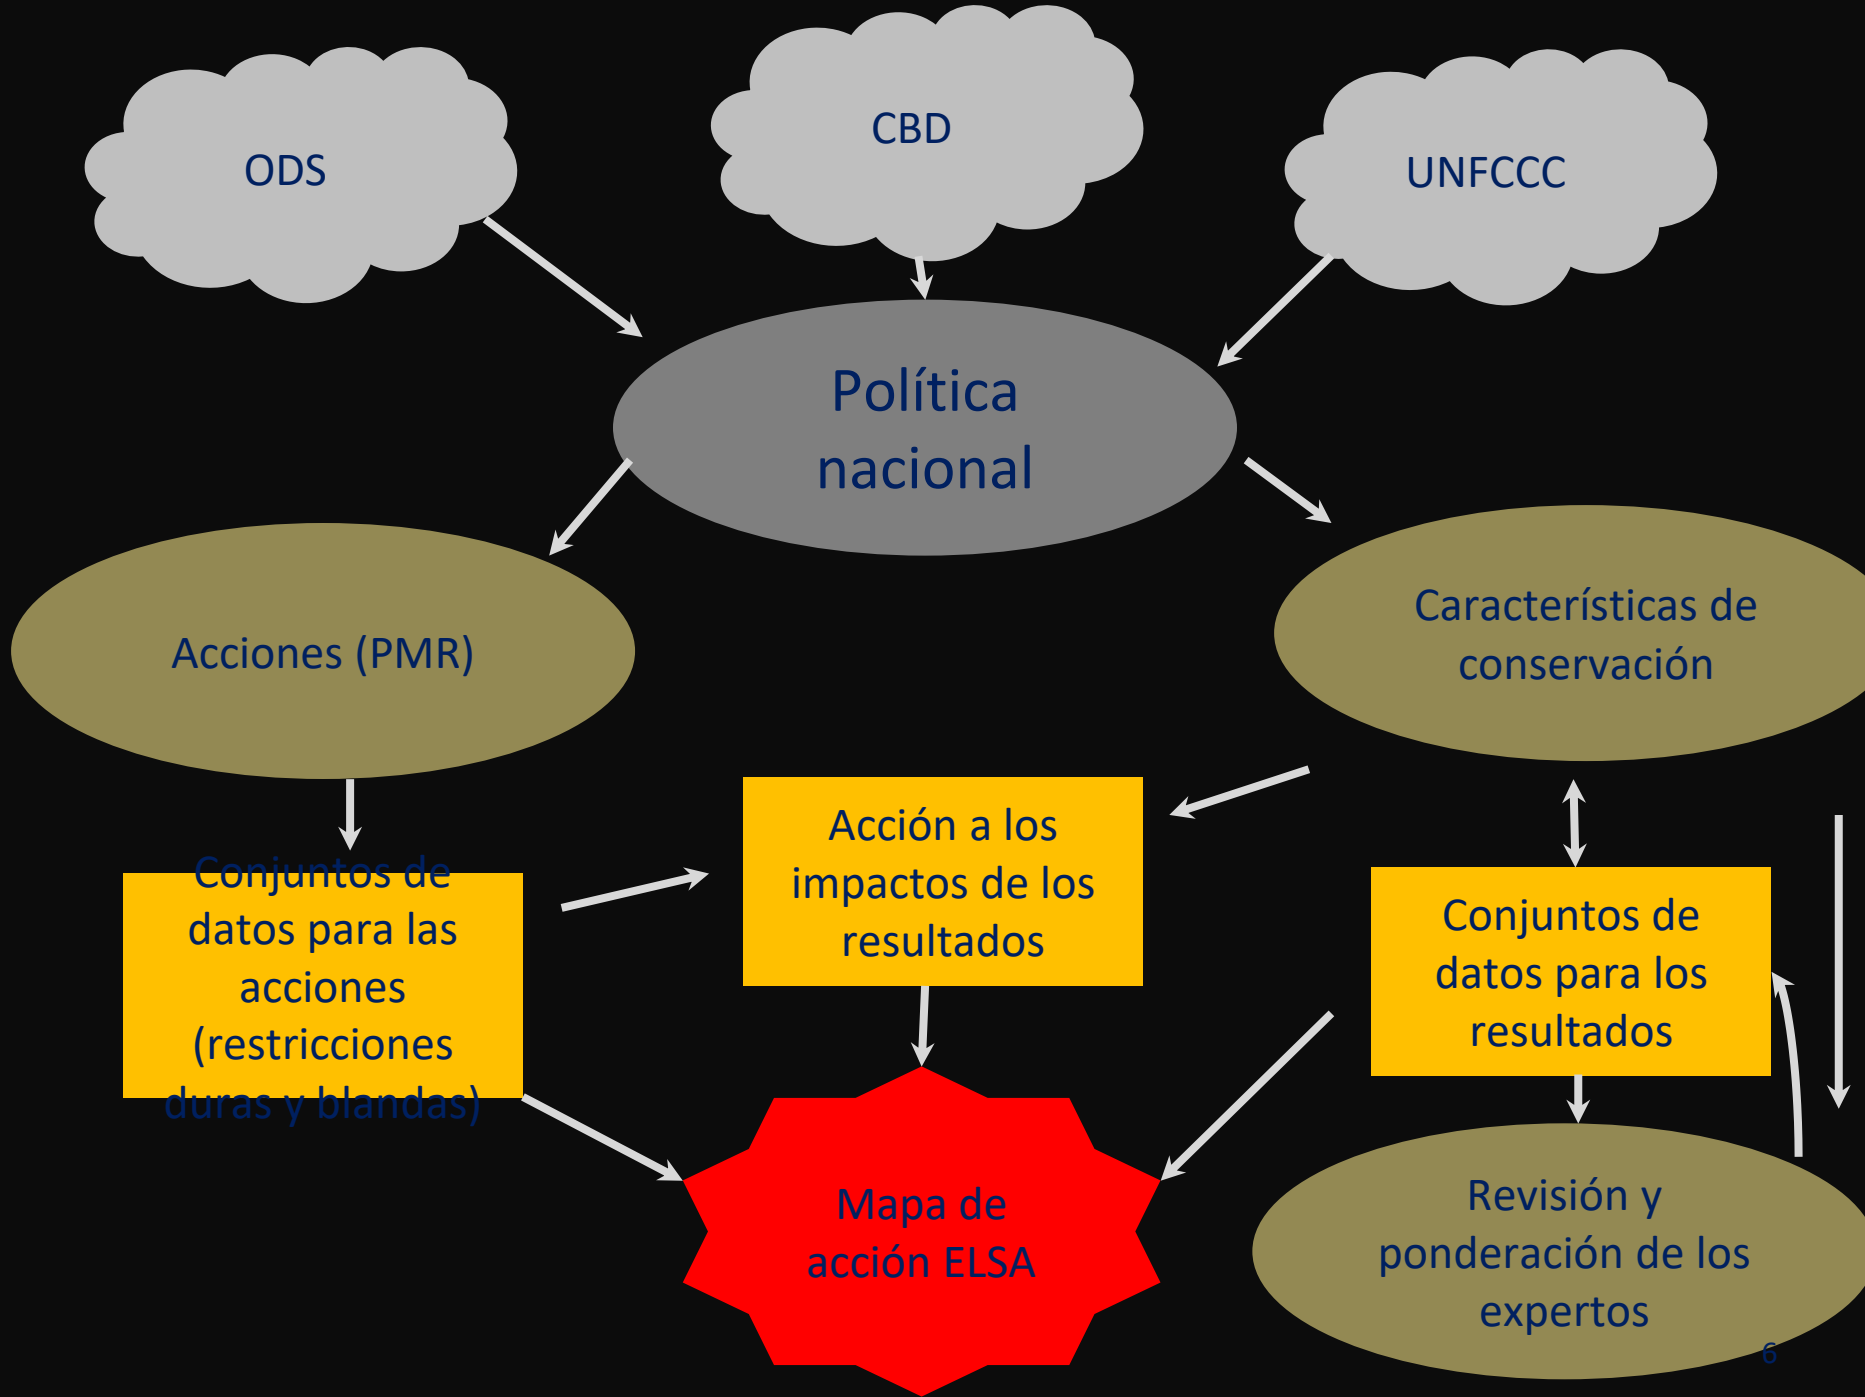 ODS
CBD
UNFCCC
Política
nacional
Acciones (PMR)
Características de
conservación
Conjuntos de
datos para las
acciones
(restricciones
duras y blandas)
Acción a los
impactos de los
resultados
Conjuntos de
datos para los
resultados
Mapa de
acción ELSA
Revisión y
ponderación de los
expertos
6